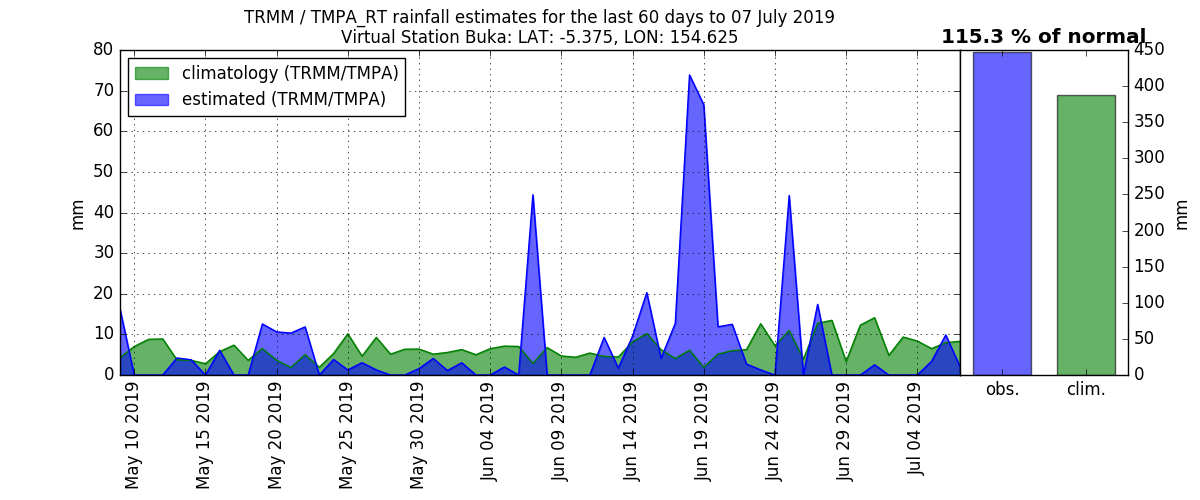 TRMM / TMPA_RT rainfall estimates for the last 60 days to 07 July 2019
Virtual Station Buka: LAT: -5.375, LON: 154.625
115.3 % of normal
climatology (TRMM/TMPA)
estimated (TRMM/TMPA)
80
70
60
50
40
30
20
10
0
mm
450
400
350
300
250
200
150
100
50
0
mm
May 10 2019
May 15 2019
May 20 2019
May 25 2019
May 30 2019
Jun 04 2019
Jun 09 2019
Jun 14 2019
Jun 19 2019
Jun 24 2019
Jun 29 2019
Jul 04 2019
obs.
clim.